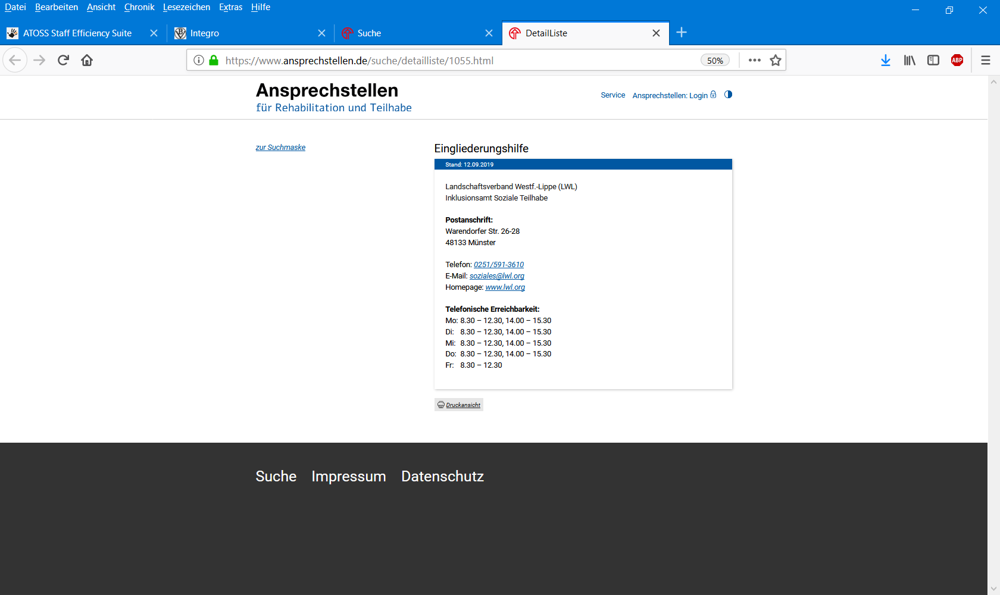 Datei Bearbeiten Ansicht Chronik Lesezeichen Extras Hilfe
ATOSS Staff Efficiency Suite
Integro
Suche
DetailListe
https://www.ansprechstellen.de/suche/detailliste/1055.html
50%
ABP
Ansprechstellen
für Rehabilitation und Teilhabe
Service Ansprechstellen: Login
zur Suchmaske
Eingliederungshilfe
Stand: 12.09.2019
Landschaftsverband Westf.-Lippe (LWL)
Inklusionsamt Soziale Teilhabe
Postanschrift:
Warendorfer Str. 26-28
48133 Münster
Telefon: 0251/591-3610
E-Mail: soziales@lwl.org
Homepage: www.lwl.org
Telefonische Erreichbarkeit:
Mo: 8.30 – 12.30, 14.00 – 15.30
Di: 8.30 – 12.30, 14.00 – 15.30
Mi: 8.30 – 12.30, 14.00 – 15.30
Do: 8.30 – 12.30, 14.00 – 15.30
Fr: 8.30 – 12.30
Druckansicht
Suche Impressum Datenschutz